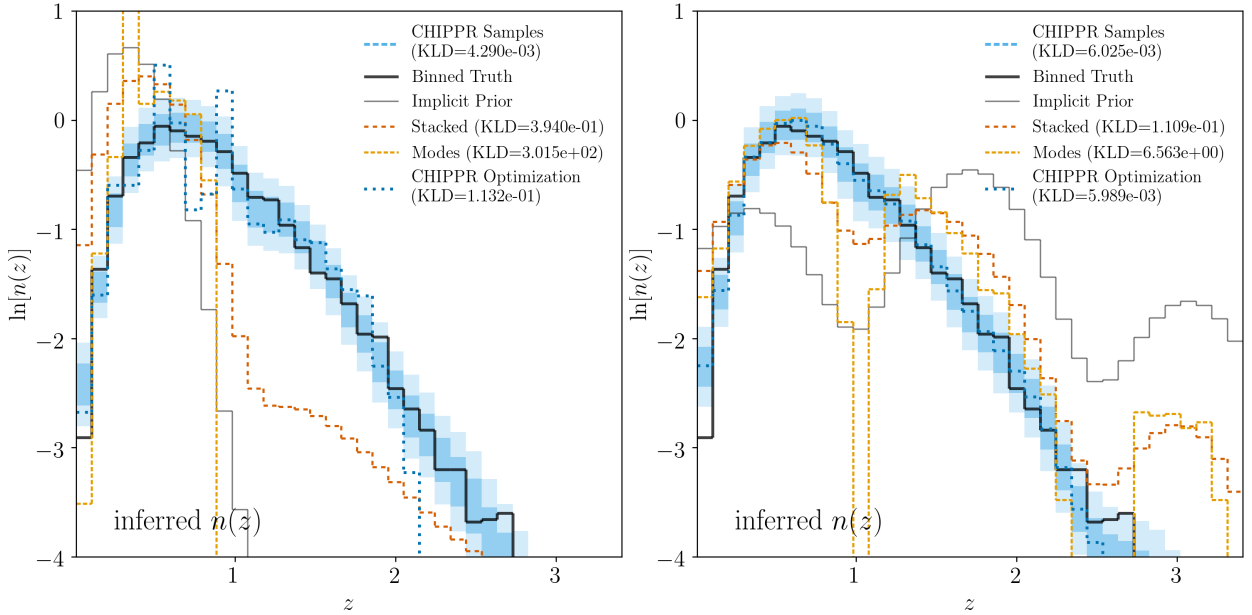 1
0
−1
−2
−3
−4
ln[n(z)]
CHIPPR Samples
(KLD=4.290e-03)
Binned Truth
Implicit Prior
Stacked (KLD=3.940e-01)
Modes (KLD=3.015e+02)
CHIPPR Optimization
(KLD=1.132e-01)
inferred n(z)
1
2
3
z
1
0
−1
−2
−3
−4
ln[n(z)]
CHIPPR Samples
(KLD=6.025e-03)
Binned Truth
Implicit Prior
Stacked (KLD=1.109e-01)
Modes (KLD=6.563e+00)
CHIPPR Optimization
(KLD=5.989e-03)
inferred n(z)
1
2
3
z